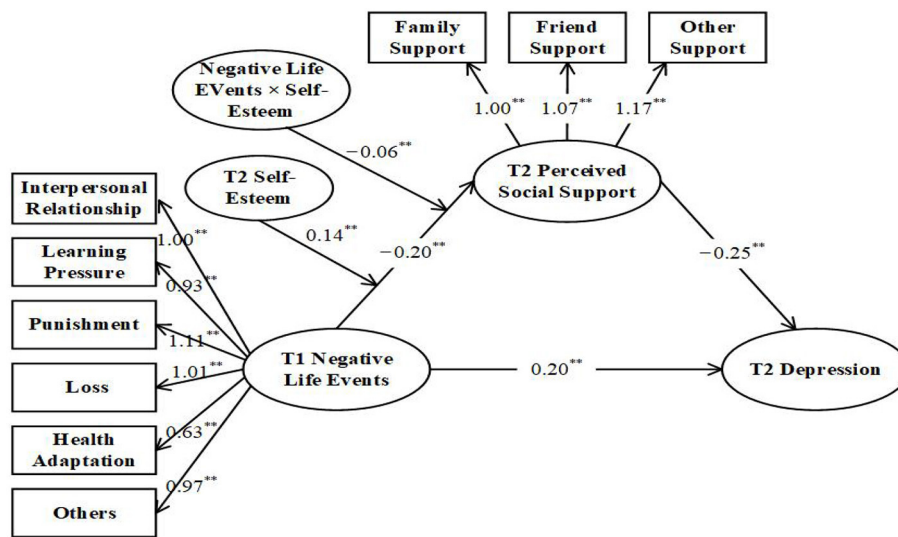 Family
Support
Friend
Support
Other
Support
Negative Life
EVents × Self-
Esteem
1.00**
1.07**
1.17**
−0.06**
T2 Perceived
Social Support
T2 Self-
Esteem
Interpersonal
Relationship
0.14**
1.00**
−0.20**
−0.25**
Learning
Pressure
0.93**
Punishment
1.11**
T1 Negative
Life Events
0.20**
T2 Depression
1.01**
Loss
0.63**
Health
Adaptation
0.97**
Others